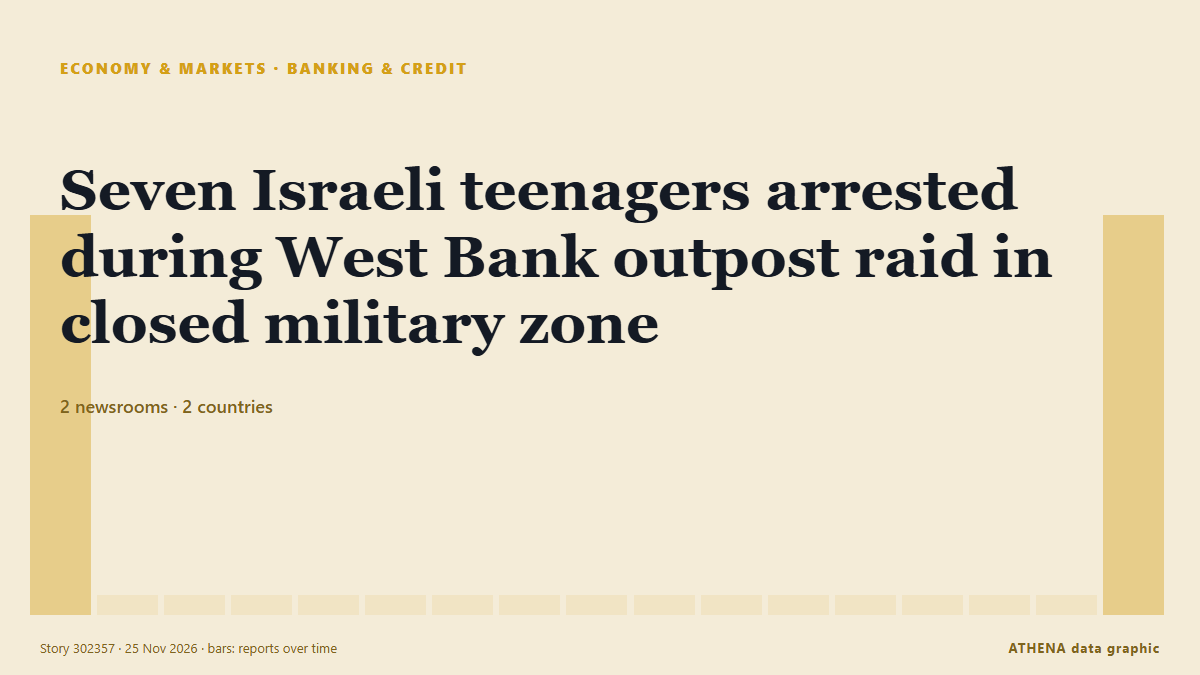 ECONOMY & MARKETS · BANKING & CREDIT
Seven Israeli teenagers arrested
during West Bank outpost raid in
closed military zone
2 newsrooms · 2 countries
Story 302357 · 25 Nov 2026 · bars: reports over time
ATHENA data graphic